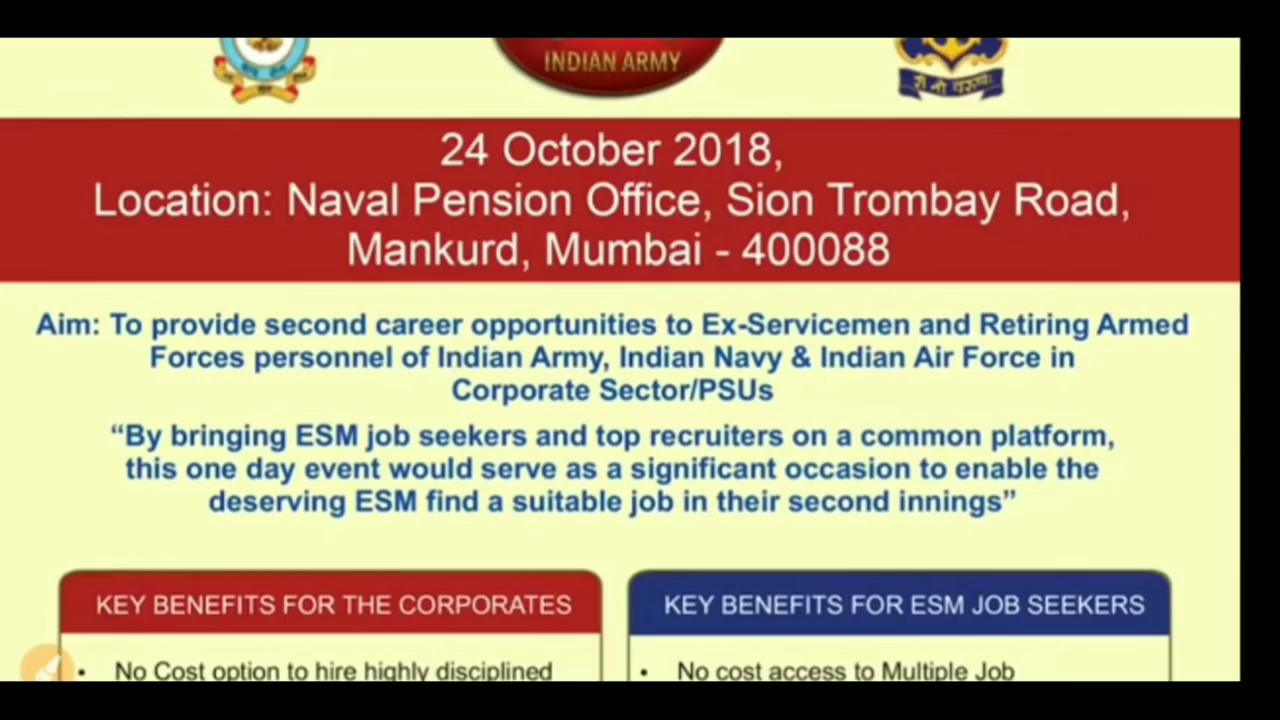 INDIAN ARMY
शं नो वरुणः
24 October 2018,
Location: Naval Pension Office, Sion Trombay Road,
Mankurd, Mumbai - 400088
Aim: To provide second career opportunities to Ex-Servicemen and Retiring Armed
Forces personnel of Indian Army, Indian Navy & Indian Air Force in
Corporate Sector/PSUs
“By bringing ESM job seekers and top recruiters on a common platform,
this one day event would serve as a significant occasion to enable the
deserving ESM find a suitable job in their second innings”
KEY BENEFITS FOR THE CORPORATES
• No Cost option to hire highly disciplined
KEY BENEFITS FOR ESM JOB SEEKERS
• No cost access to Multiple Job